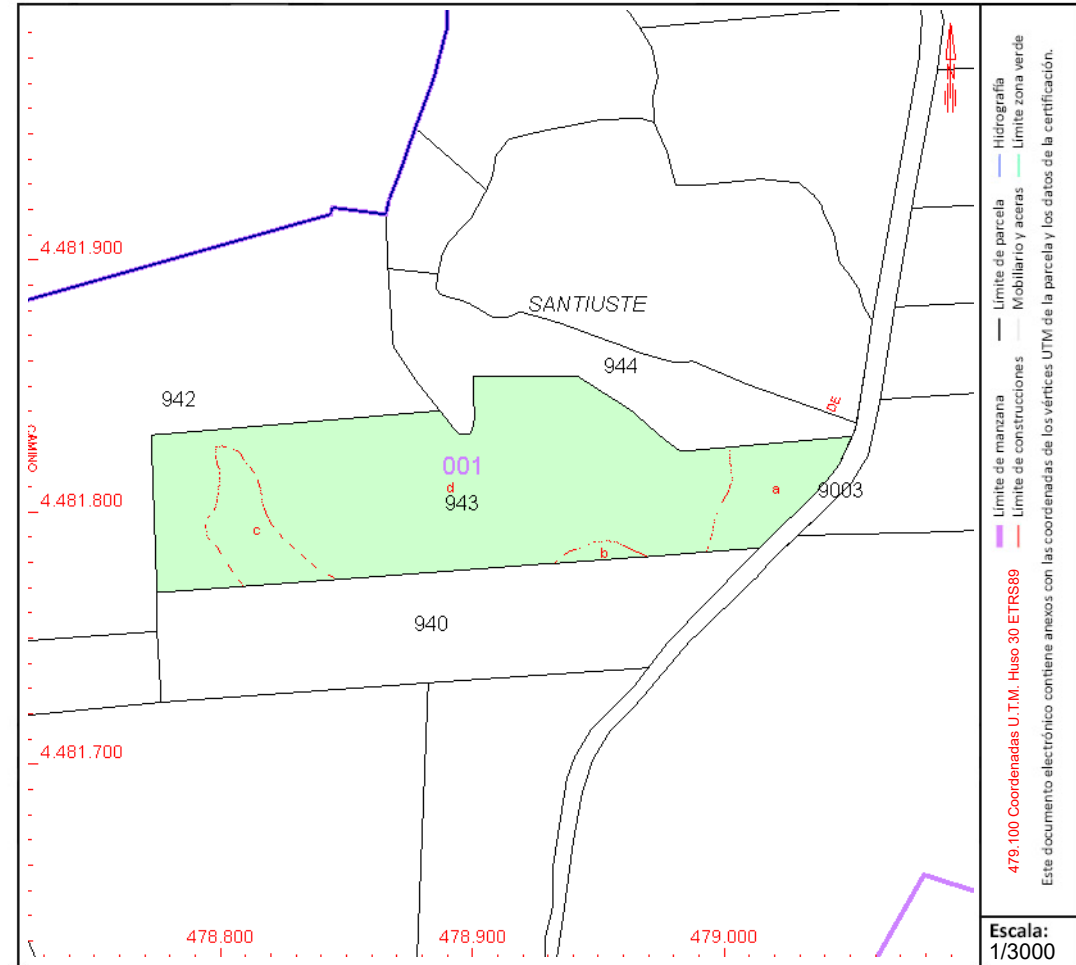 4.481.900
SANTIUSTE
944
942
DE
CAMINO
001
d
943
a
9003
4.481.800
c
b
940
4.481.700
478.800
478.900
479.000
Límite de manzana
Límite de parcela
Hidrografía
Límite de construcciones
Mobiliario y aceras
Límite zona verde
479.100 Coordenadas U.T.M. Huso 30 ETRS89
Este documento electrónico contiene anexos con las coordenadas de los vértices UTM de la parcela y los datos de la certificación.
Escala:
1/3000